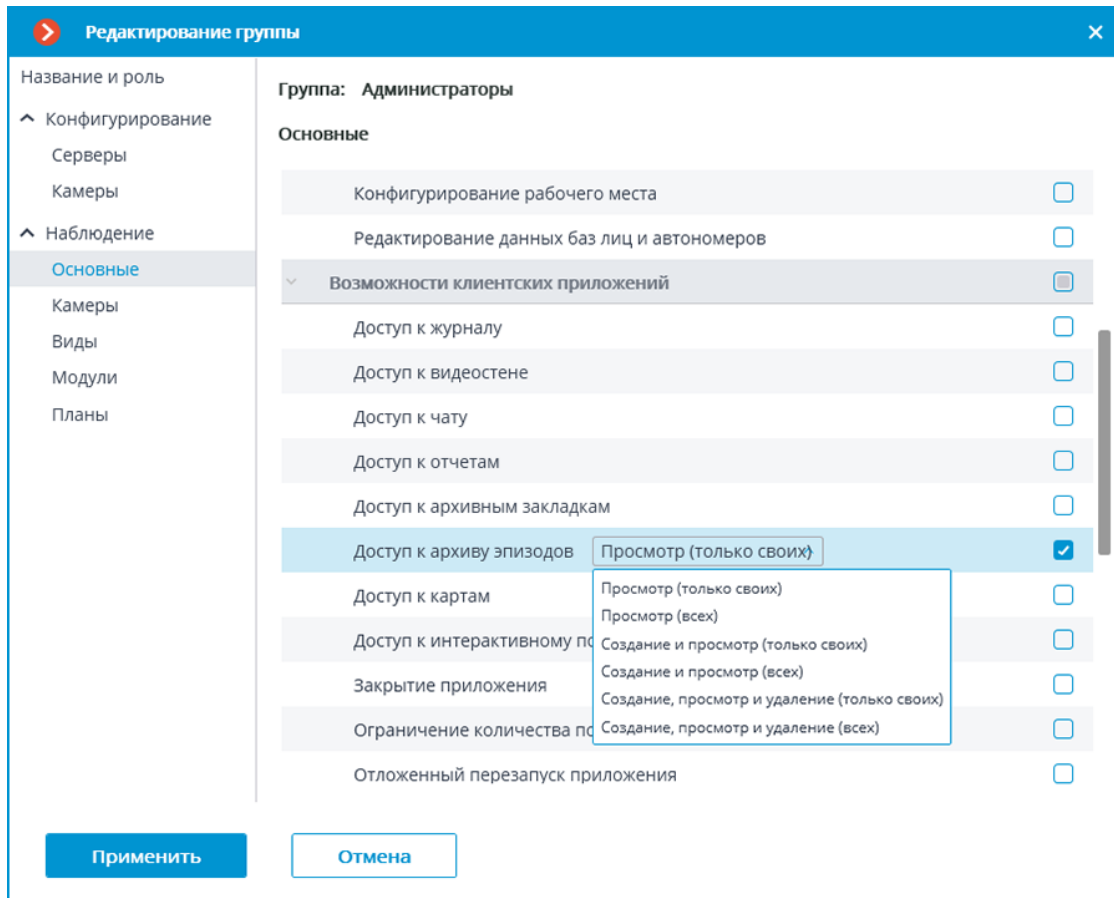 Редактирование группы
Название и роль
Конфигурирование
Серверы
Камеры
Наблюдение
Основные
Камеры
Виды
Модули
Планы
Группа: Администраторы
Основные
Конфигурирование рабочего места
Редактирование данных баз лиц и автономеров
Возможности клиентских приложений
Доступ к журналу
Доступ к видеостене
Доступ к чату
Доступ к отчетам
Доступ к архивным закладкам
Доступ к архиву эпизодов Просмотр (только своих)
Просмотр (только своих)
Просмотр (всех)
Создание и просмотр (только своих)
Создание и просмотр (всех)
Создание, просмотр и удаление (только своих)
Создание, просмотр и удаление (всех)
Доступ к картам
Доступ к интерактивному
Закрытие приложения
Ограничение количества
Отложенный перезапуск приложения
Применить
Отмена